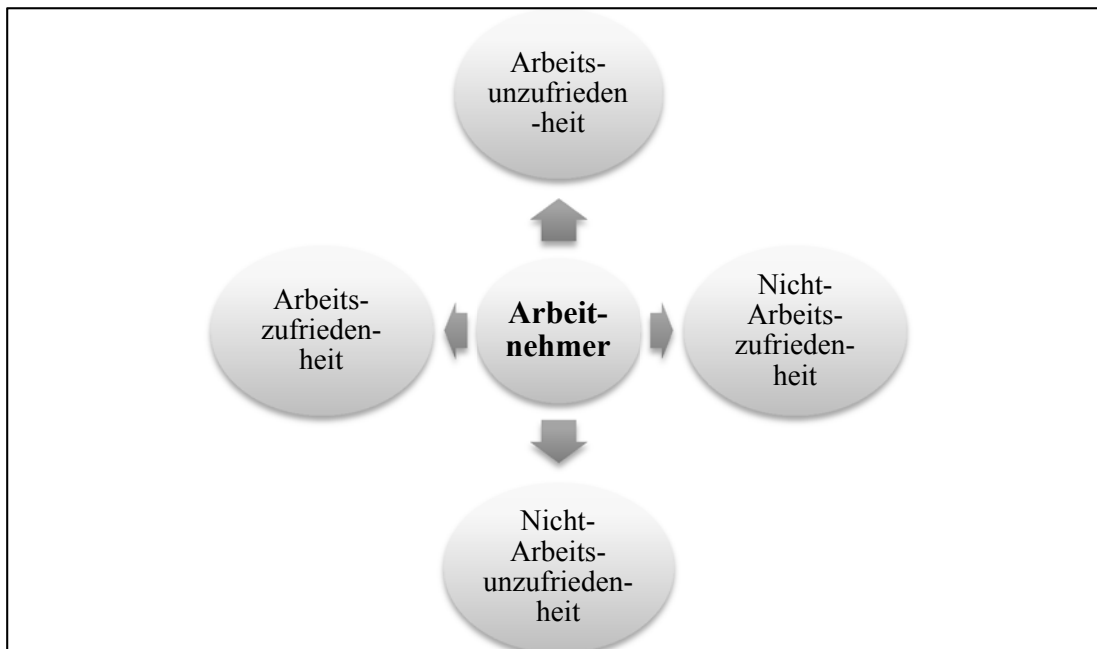 Arbeits-
unzufrieden
-heit
Arbeits-
zufrieden-
heit
Arbeit-
nehmer
Nicht-
Arbeits-
zufrieden-
heit
Nicht-
Arbeits-
unzufrieden-
heit